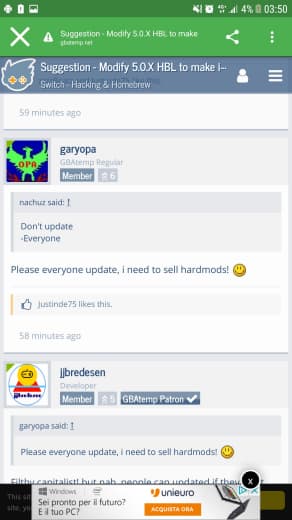 4% 03:50
Suggestion - Modify 5.0.X HBL to make
gbatemp.net
Suggestion - Modify 5.0.X HBL to make i--
Switch - Hacking & Homebrew
59 minutes ago
garyopa
GBAtemp Regular
Member 6
OPA
nachuz said: ↑
Don't update
-Everyone
Please everyone update, i need to sell hardmods!
Justinde75 likes this.
58 minutes ago
jjbredesen
Developer
Member 5 GBAtemp Patron
garyopa said: ↑
Please everyone update, i need to sell hardmods!
Filthy capitalist! but nah, people can updated if they
This
site,
X
Windows
Sei pronto per il futuro?
E il tuo PC?
unieuro
ACQUISTA ORA